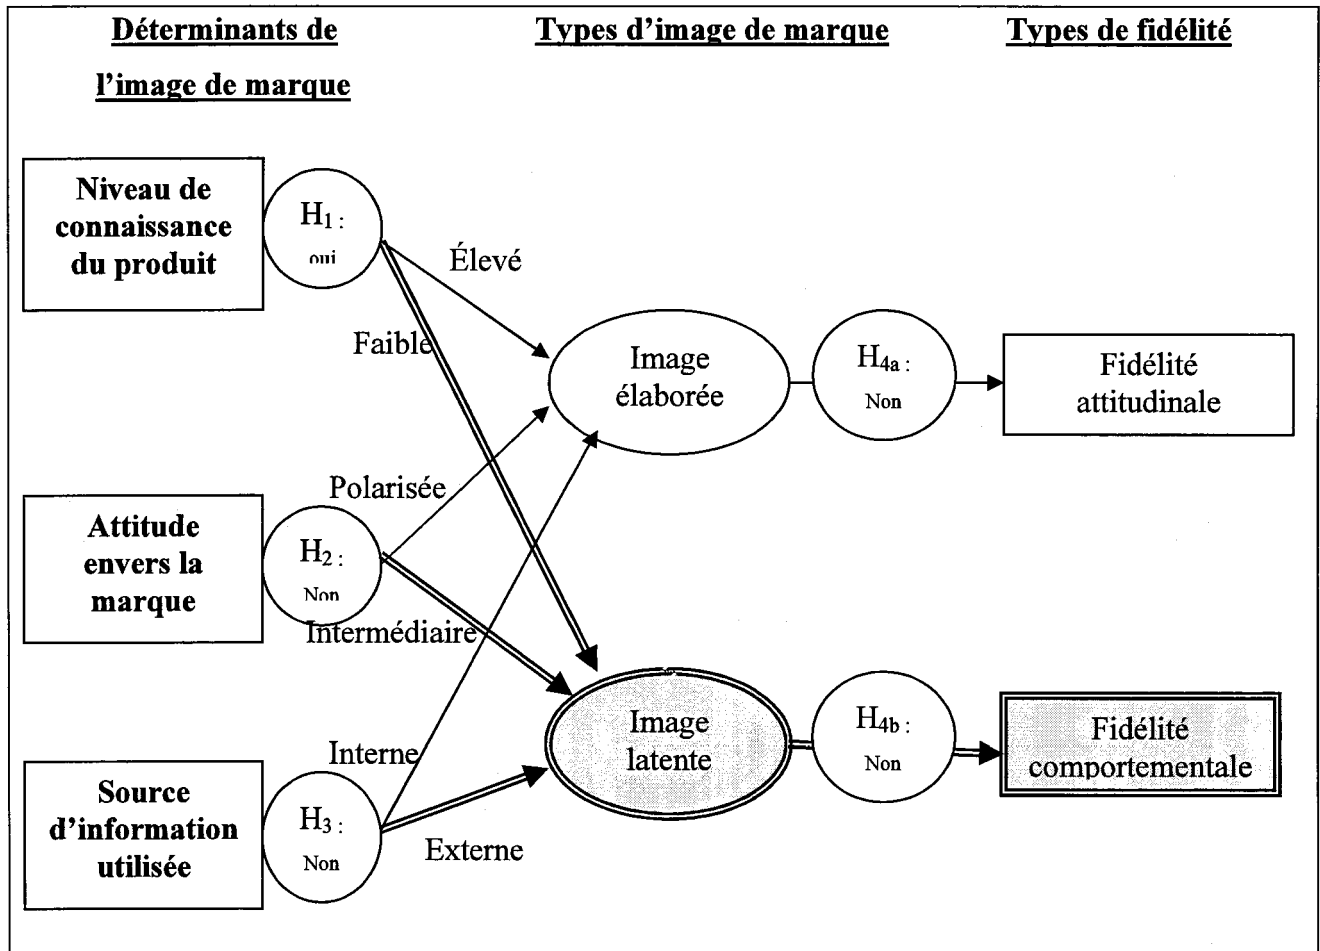 Déterminants de
l'image de marque
Types d'image de marque
Types de fidélité
Niveau de
connaissance
du produit
H1 :
oui
Élevé
Faible
Image
élaborée
H4a :
Non
Fidélité
attitudinale
Polarisée
Attitude
envers la
marque
H2 :
Non
Intermédiaire
Image
latente
H4b :
Non
Fidélité
comportementale
Interne
Source
d'information
utilisée
H3 :
Non
Externe